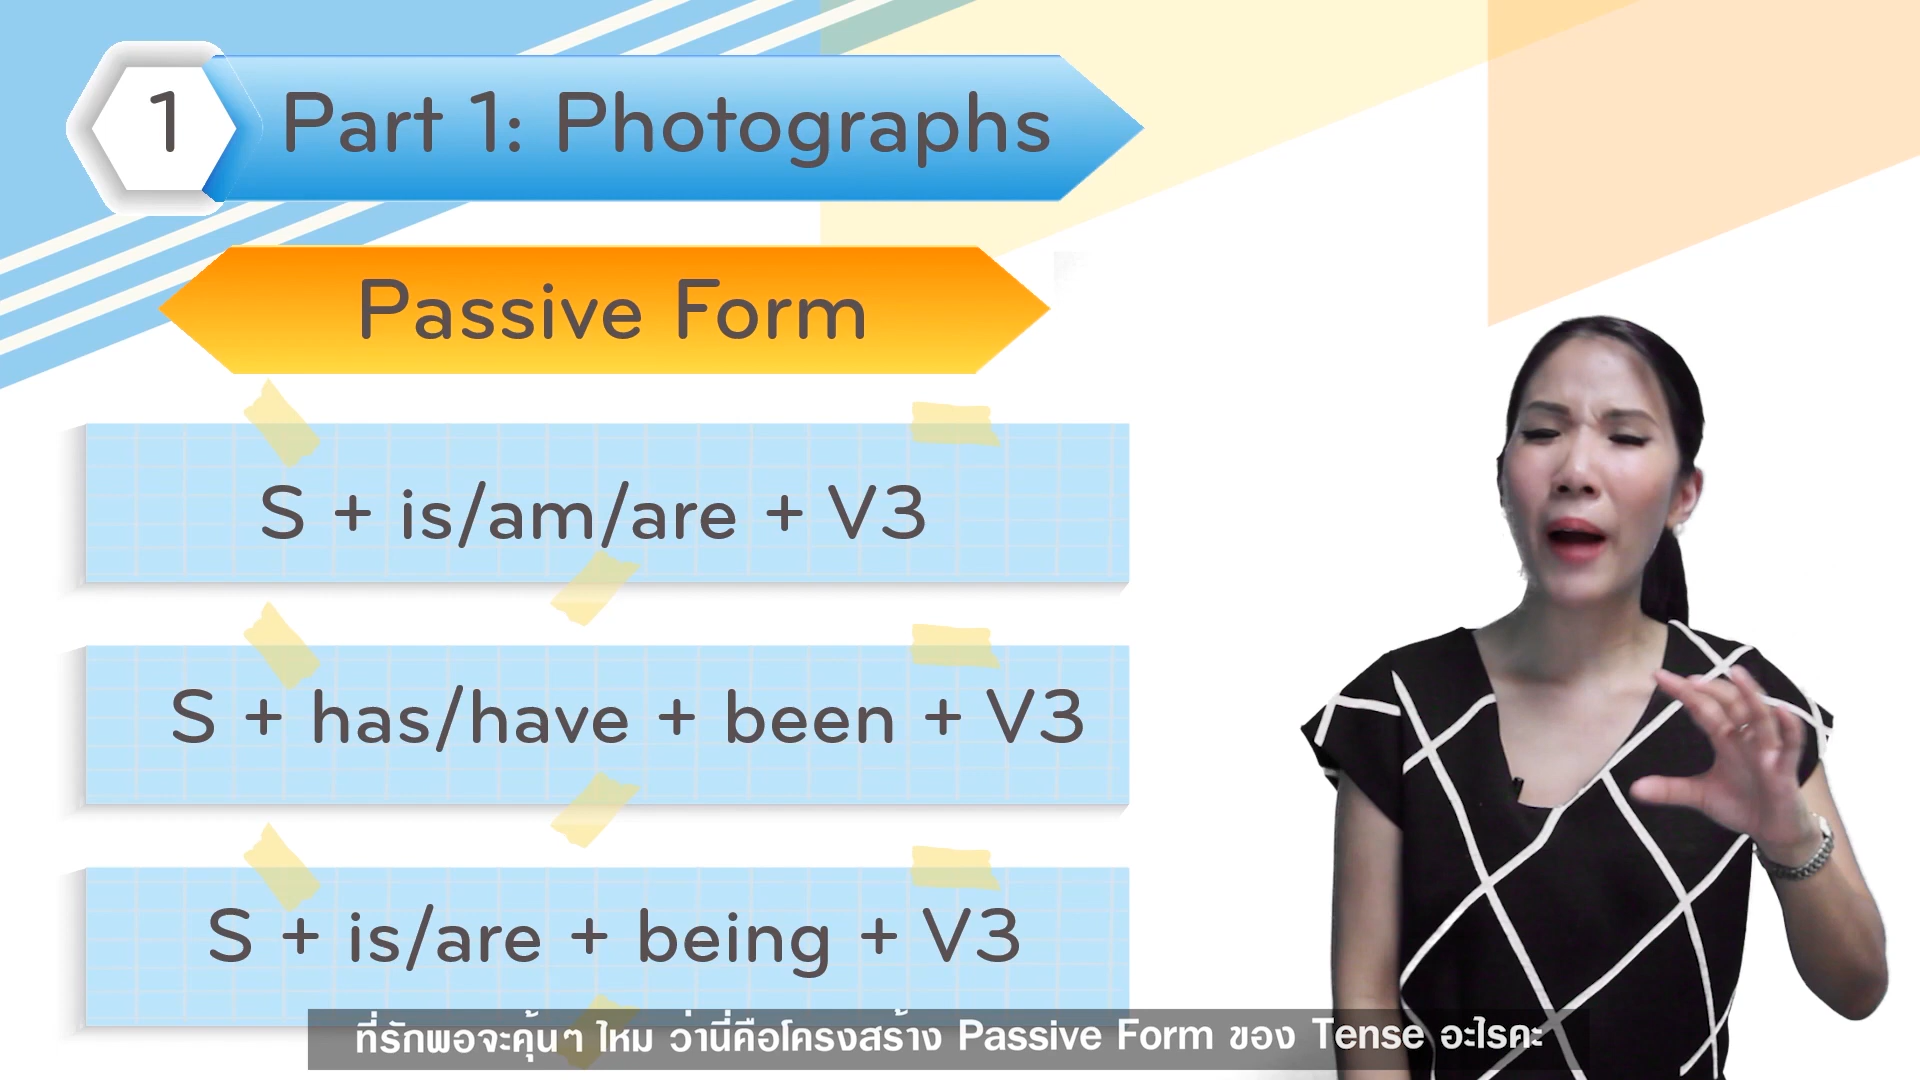 1
Part 1: Photographs
Passive Form
S + is/am/are + V3
S + has/have + been + V3
S + is/are + being + V3
ที่รักพอจะคุ้นๆ ไหม ว่านี่คือโครงสร้าง Passive Form ของ Tense อะไรคะ